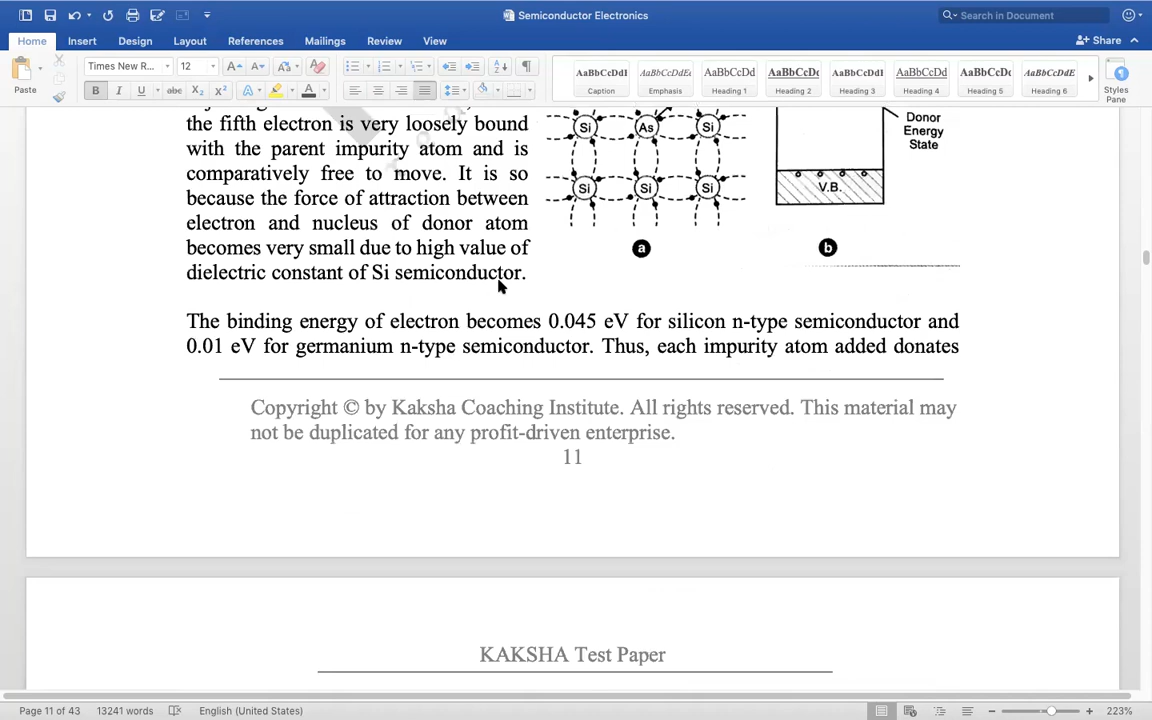 Semiconductor Electronics
Search in Document
Home Insert Design Layout References Mailings Review View
Share
Paste
Times New R... 12
B I U abc X2 X2 A A
AaBbCcDdI AaBbCcDdEe AaBbCcDd AaBbCcDc AaBbCcDdI AaBbCcDd AaBbCcDc AaBbCcDdE
Caption Emphasis Heading 1 Heading 2 Heading 3 Heading 4 Heading 5 Heading 6
Styles
Pane
the fifth electron is very loosely bound
with the parent impurity atom and is
comparatively free to move. It is so
because the force of attraction between
electron and nucleus of donor atom
becomes very small due to high value of
dielectric constant of Si semiconductor.
Si As Si
Si Si Si
a
Donor
Energy
State
V.B.
b
The binding energy of electron becomes 0.045 eV for silicon n-type semiconductor and
0.01 eV for germanium n-type semiconductor. Thus, each impurity atom added donates
Copyright © by Kaksha Coaching Institute. All rights reserved. This material may
not be duplicated for any profit-driven enterprise.
11
KAKSHA Test Paper
Page 11 of 43 13241 words English (United States) 223%